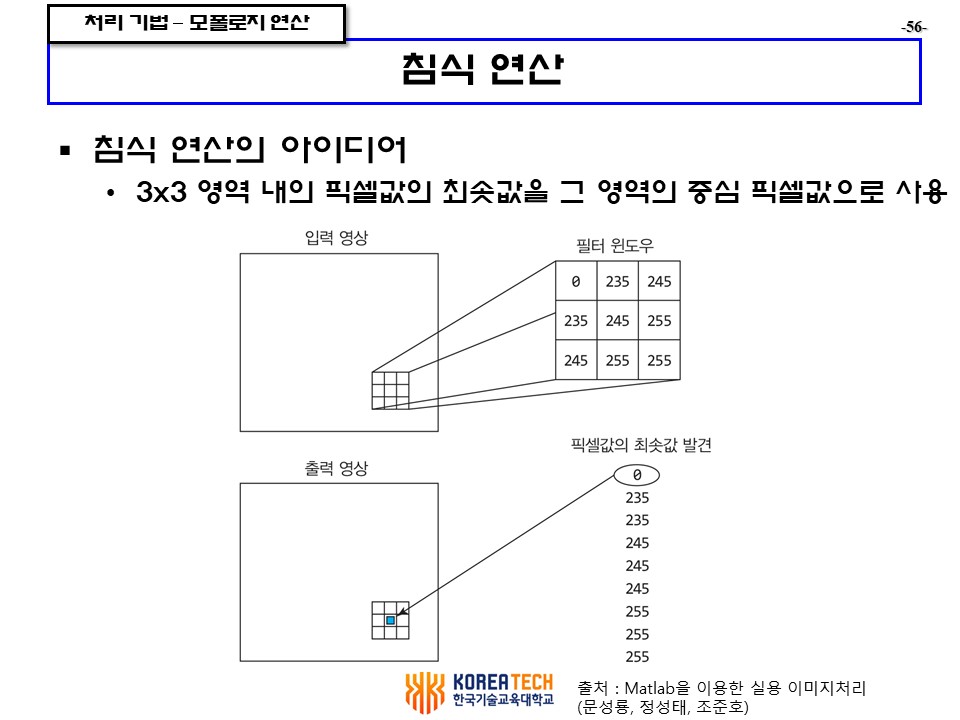 처리 기법 – 모폴로지 연산
-56-
침식 연산
▪ 침식 연산의 아이디어
• 3x3 영역 내의 픽셀값의 최솟값을 그 영역의 중심 픽셀값으로 사용
입력 영상
필터 윈도우
0 235 245
235 245 255
245 255 255
픽셀값의 최솟값 발견
출력 영상
0
235
235
245
245
245
255
255
255
KOREATECH
한국기술교육대학교
출처 : Matlab을 이용한 실용 이미지처리
(문성룡, 정성태, 조준호)